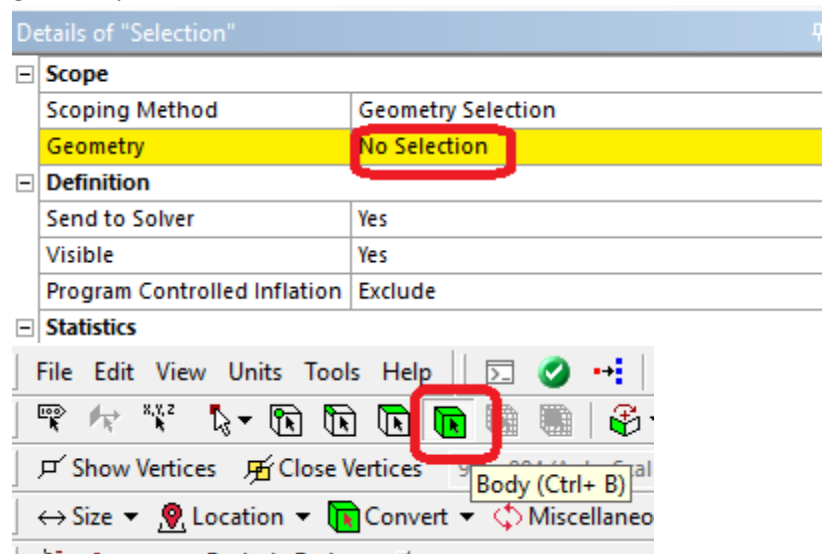 Details of "Selection"
Scope
Scoping Method Geometry Selection
Geometry No Selection
Definition
Send to Solver Yes
Visible Yes
Program Controlled Inflation Exclude
Statistics
File Edit View Units Tools Help
Show Vertices Close Vertices
Body (Ctrl+ B)
Size Location Convert Miscellaneo